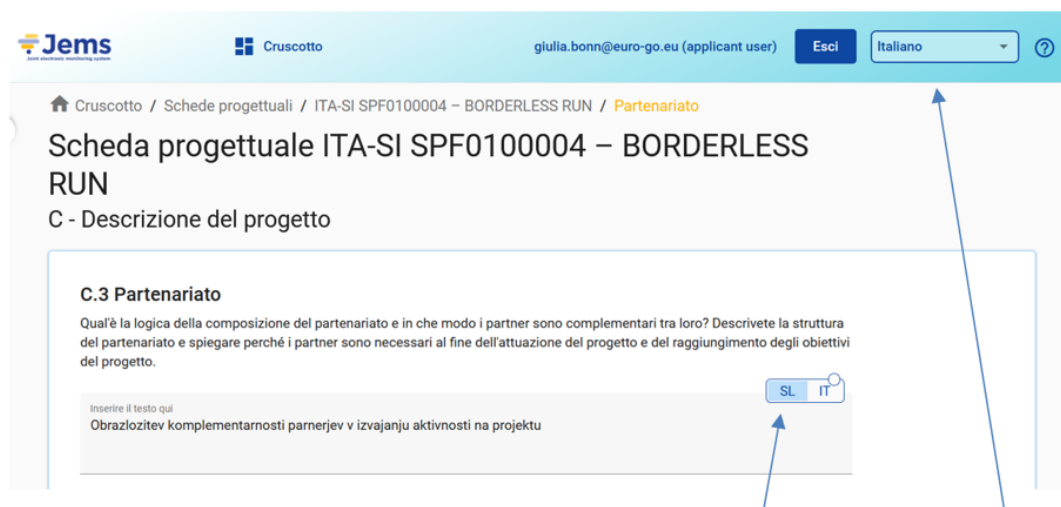 Jems
joint electronic monitoring system
Cruscotto
giulia.bonn@euro-go.eu (applicant user)
Esci
Italiano
Cruscotto / Schede progettuali / ITA-SI SPF0100004 – BORDERLESS RUN / Partenariato
Scheda progettuale ITA-SI SPF0100004 – BORDERLESS
RUN
C - Descrizione del progetto
C.3 Partenariato
Qual'è la logica della composizione del partenariato e in che modo i partner sono complementari tra loro? Descrivete la struttura
del partenariato e spiegare perché i partner sono necessari al fine dell'attuazione del progetto e del raggiungimento degli obiettivi
del progetto.
SL IT
Inserire il testo qui
Obrazlozitev komplementarnosti parnerjev v izvajanju aktivnosti na projektu